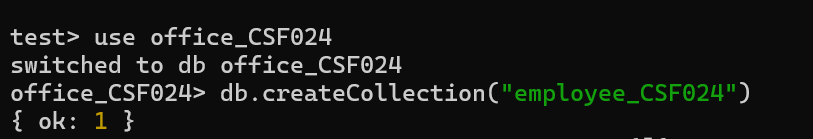 test> use office_CSF024
switched to db office_CSF024
office_CSF024> db.createCollection("employee_CSF024")
{ ok: 1 }